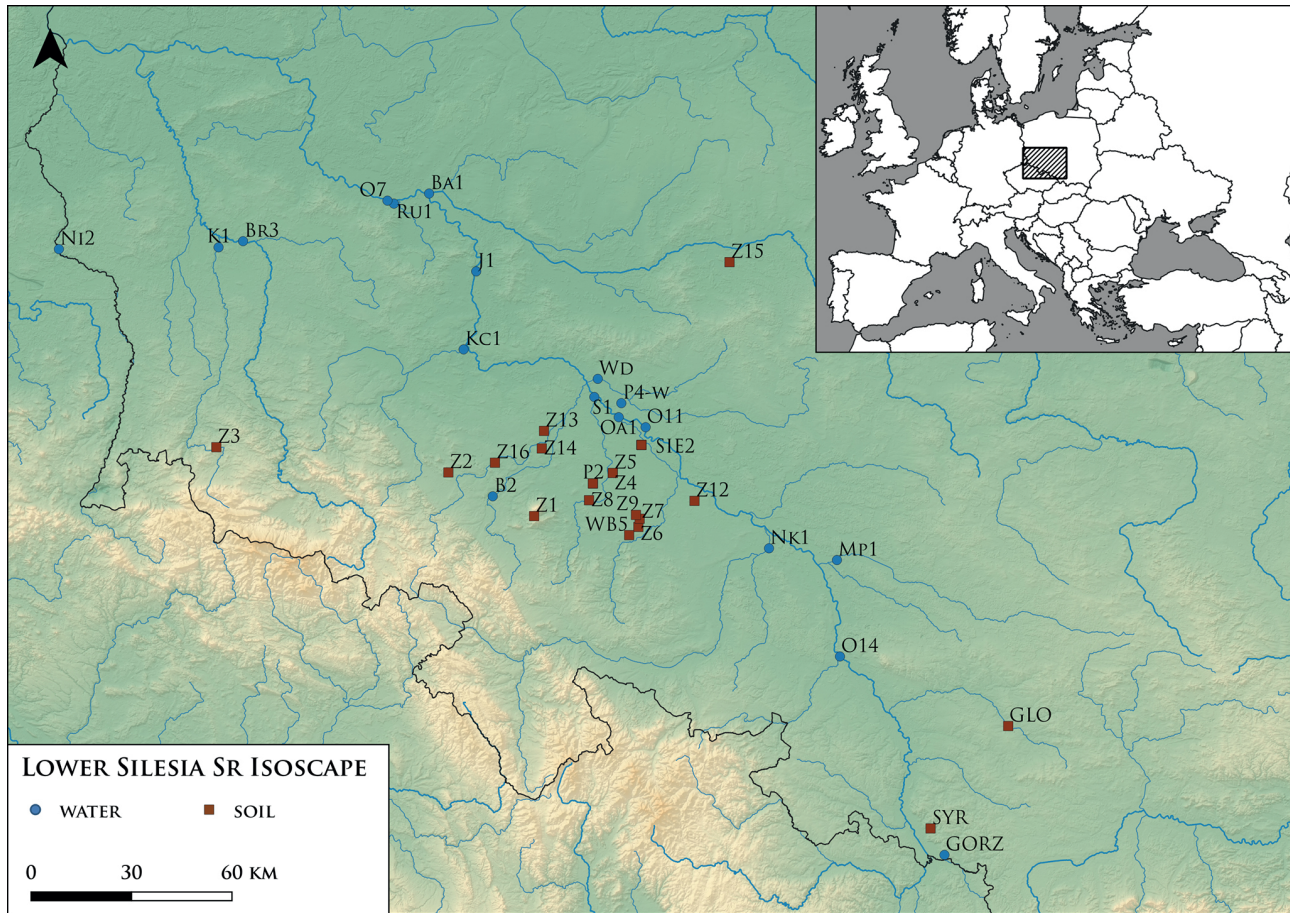 O7
Ba1
Ru1
Ni2
K1
Br3
J1
Z15
Kc1
Wd
P4-w
S1
Oa1
O11
Z13
SIE2
Z3
Z14
Z16
Z2
Z5
P2
Z4
B2
Z8
Z9
Z12
Z1
Z7
WB5
Z6
Nk1
Mp1
O14
GLO
SYR
GORZ
Lower Silesia Sr Isoscape
water soil
0 30 60 km